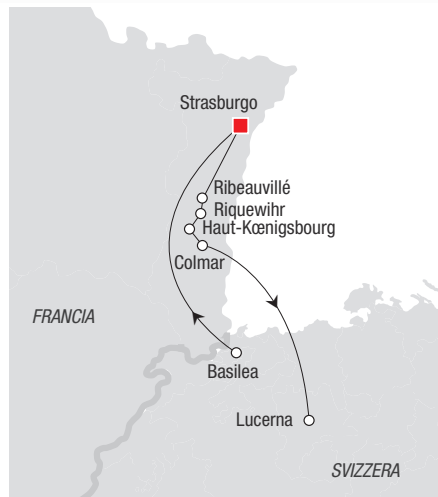 Strasburgo
Ribeauvillé
Riquewihr
Haut-Kœnigsbourg
Colmar
FRANCIA
Basilea
Lucerna
SVIZZERA